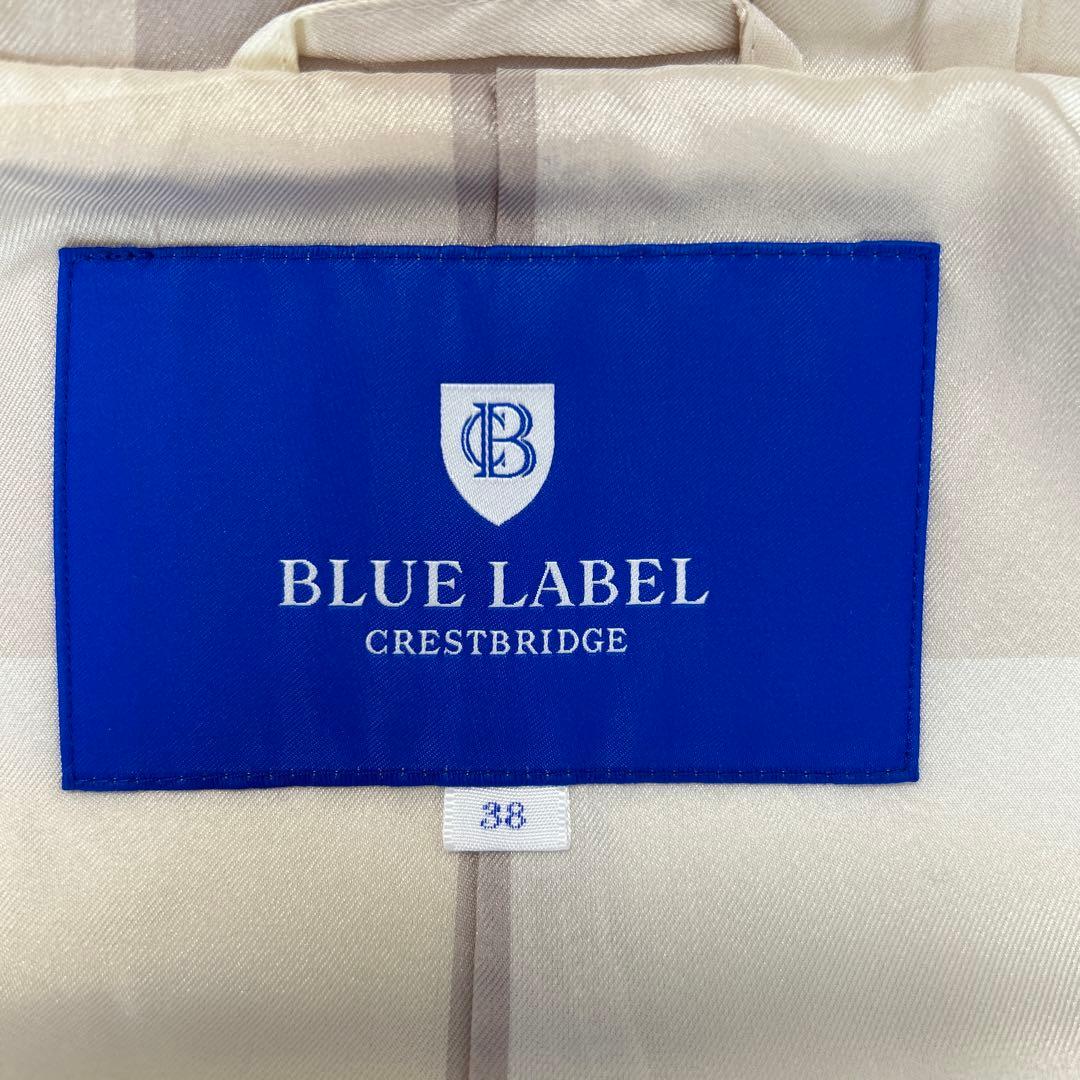 CB
BLUE LABEL
CRESTBRIDGE
38